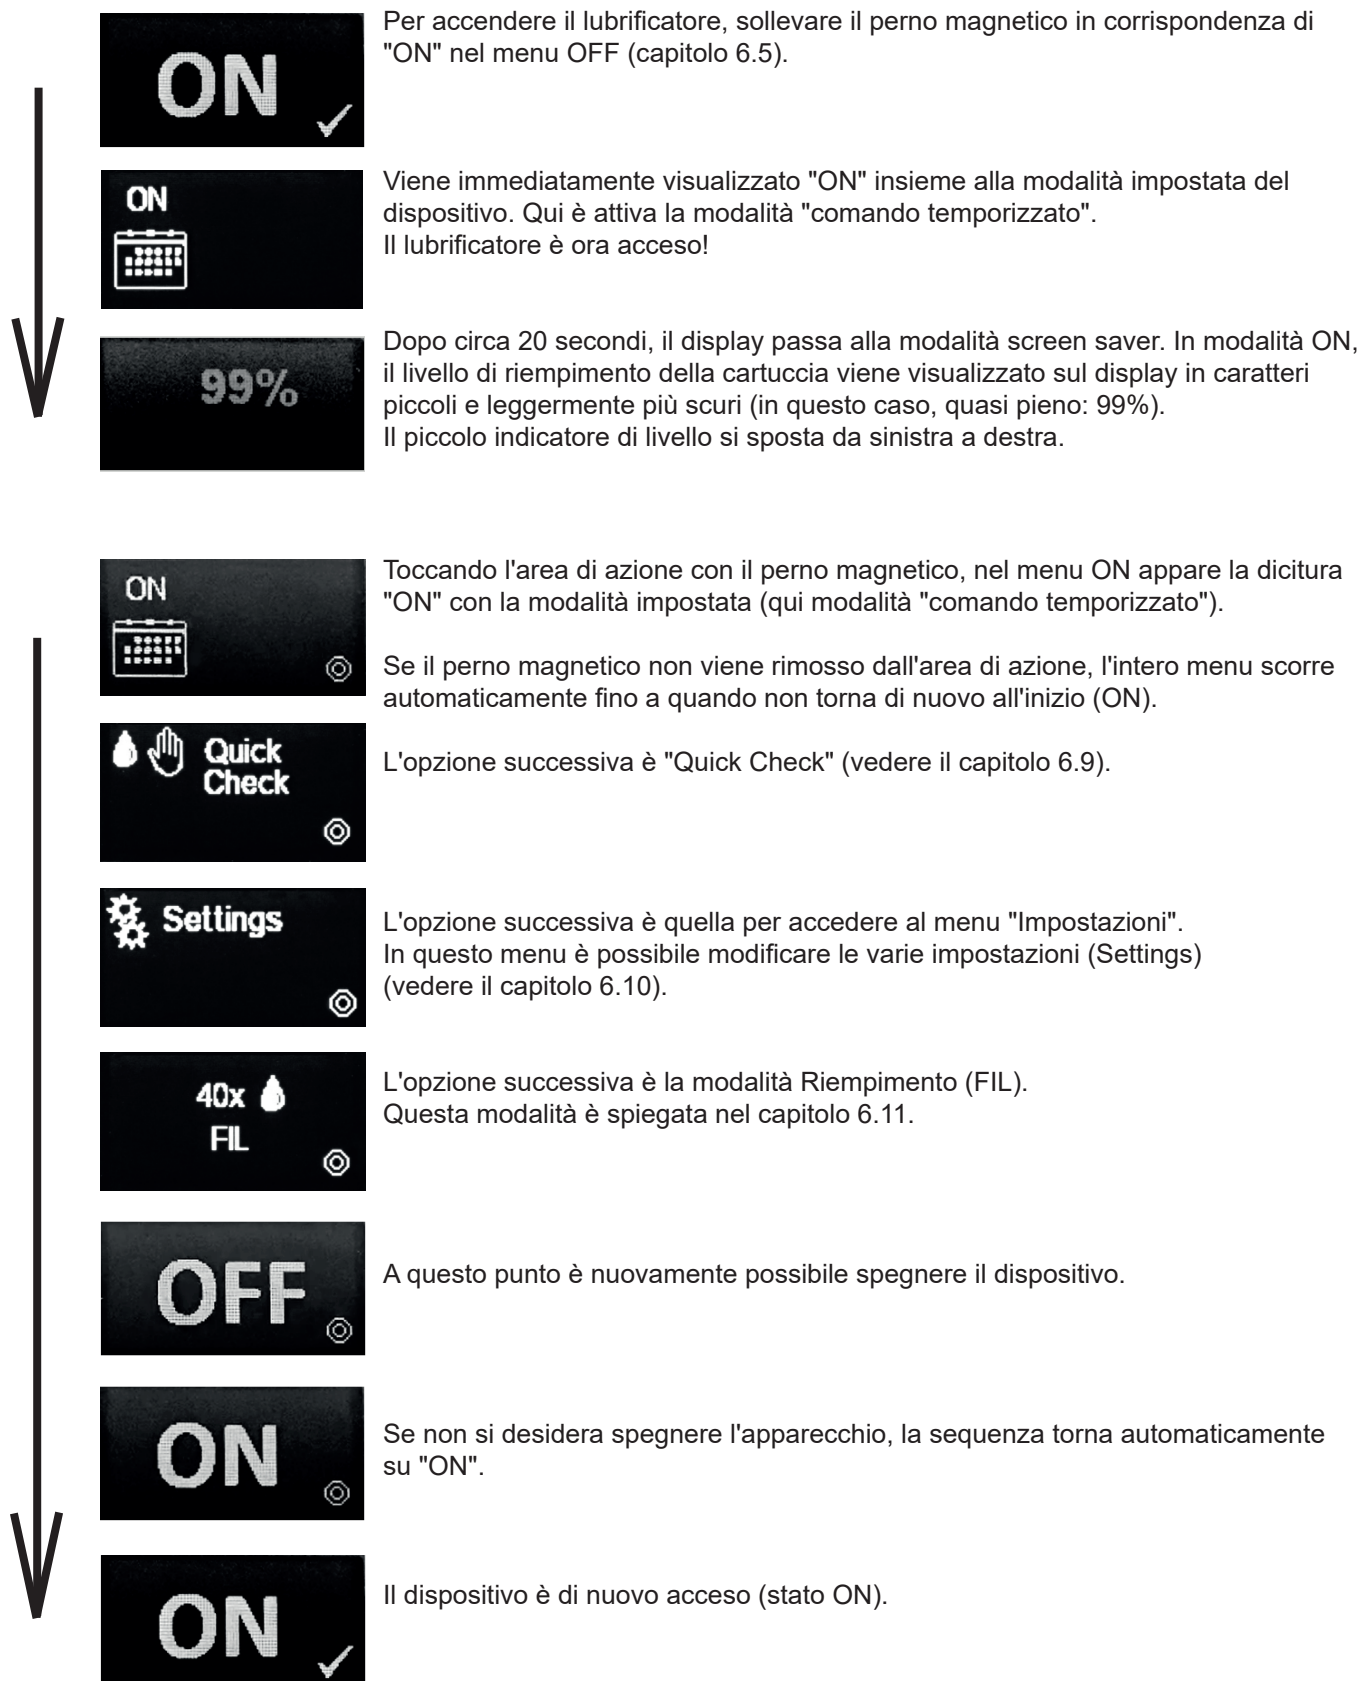 ON
Per accendere il lubrificatore, sollevare il perno magnetico in corrispondenza di
"ON" nel menu OFF (capitolo 6.5).
ON
Viene immediatamente visualizzato "ON" insieme alla modalità impostata del
dispositivo. Qui è attiva la modalità "comando temporizzato".
Il lubrificatore è ora acceso!
99%
Dopo circa 20 secondi, il display passa alla modalità screen saver. In modalità ON,
il livello di riempimento della cartuccia viene visualizzato sul display in caratteri
piccoli e leggermente più scuri (in questo caso, quasi pieno: 99%).
Il piccolo indicatore di livello si sposta da sinistra a destra.
ON
Toccando l'area di azione con il perno magnetico, nel menu ON appare la dicitura
"ON" con la modalità impostata (qui modalità "comando temporizzato").
Se il perno magnetico non viene rimosso dall'area di azione, l'intero menu scorre
automaticamente fino a quando non torna di nuovo all'inizio (ON).
Quick
Check
L'opzione successiva è "Quick Check" (vedere il capitolo 6.9).
Settings
L'opzione successiva è quella per accedere al menu "Impostazioni".
In questo menu è possibile modificare le varie impostazioni (Settings)
(vedere il capitolo 6.10).
40x
FIL
L'opzione successiva è la modalità Riempimento (FIL).
Questa modalità è spiegata nel capitolo 6.11.
OFF
A questo punto è nuovamente possibile spegnere il dispositivo.
ON
Se non si desidera spegnere l'apparecchio, la sequenza torna automaticamente
su "ON".
ON
Il dispositivo è di nuovo acceso (stato ON).